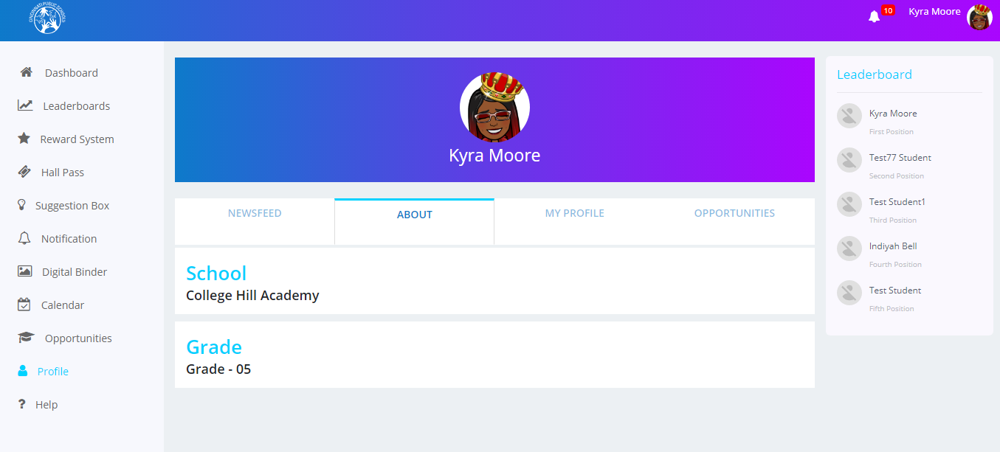 CINCINNATI PUBLIC SCHOOLS
10
Kyra Moore
Dashboard
Leaderboards
Reward System
Hall Pass
Suggestion Box
Notification
Digital Binder
Calendar
Opportunities
Profile
Help
Kyra Moore
NEWSFEED
ABOUT
MY PROFILE
OPPORTUNITIES
School
College Hill Academy
Grade
Grade - 05
Leaderboard
Kyra Moore
First Position
Test77 Student
Second Position
Test Student1
Third Position
Indiyah Bell
Fourth Position
Test Student
Fifth Position